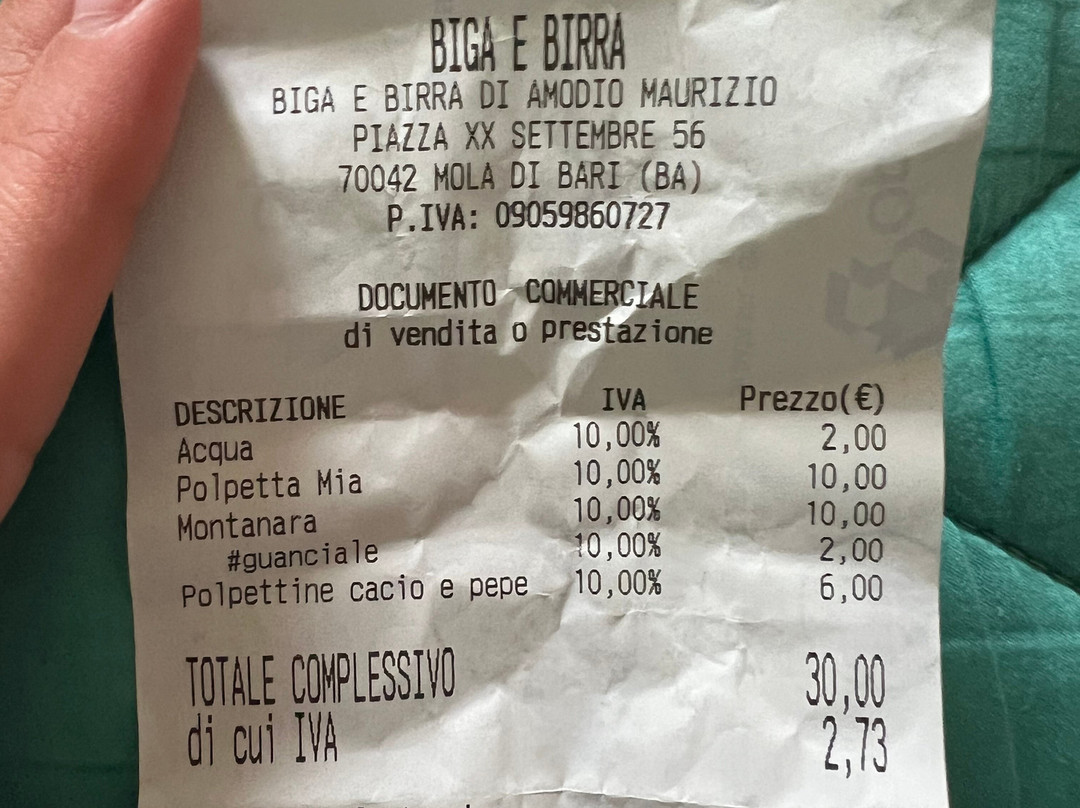 BIGA E BIRRA
BIGA E BIRRA DI AMODIO MAURIZIO
PIAZZA XX SETTEMBRE 56
70042 MOLA DI BARI (BA)
P.IVA: 09059860727
DOCUMENTO COMMERCIALE
di vendita o prestazione
DESCRIZIONE IVA Prezzo(€)
Acqua 10,00% 2,00
Polpetta Mia 10,00% 10,00
Montanara 10,00% 10,00
#guanciale 10,00% 2,00
Polpettine cacio e pepe 10,00% 6,00
TOTALE COMPLESSIVO 30,00
di cui IVA 2,73